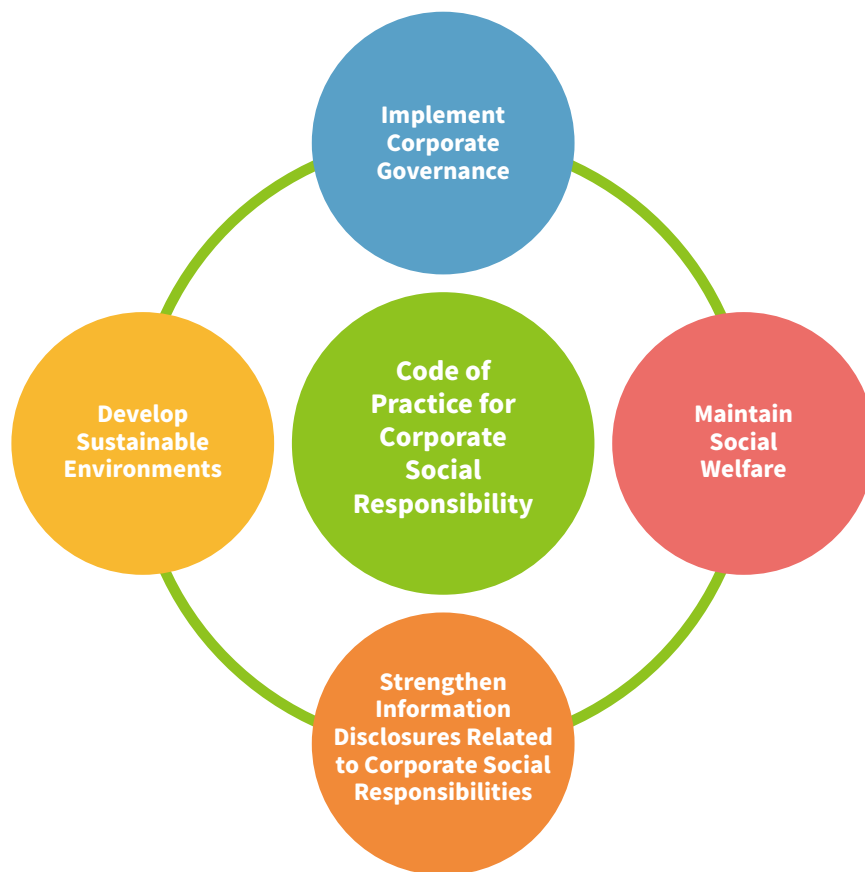 Implement
Corporate
Governance
Develop
Sustainable
Environments
Code of
Practice for
Corporate
Social
Responsibility
Maintain
Social
Welfare
Strengthen
Information
Disclosures Related
to Corporate Social
Responsibilities